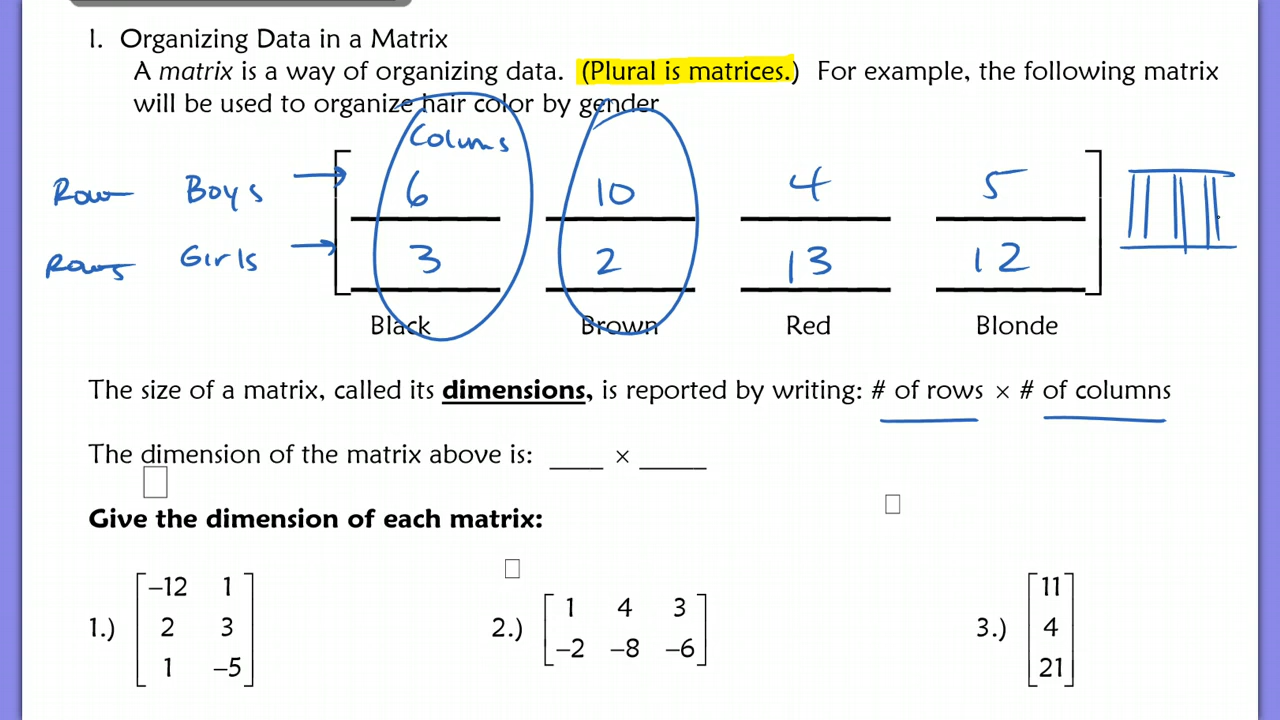 1. Organizing Data in a Matrix
A matrix is a way of organizing data. (Plural is matrices.) For example, the following matrix
will be used to organize hair color by gender
Colums
Row Boys 6 10 4 5
Rows Girls 3 2 13 12
Black Brown Red Blonde
The size of a matrix, called its dimensions, is reported by writing: # of rows × # of columns
The dimension of the matrix above is: ____ × _____
Give the dimension of each matrix:
1.) [−12 1
2 3
1 −5]
2.) [1 4 3
−2 −8 −6]
3.) [11
4
21]